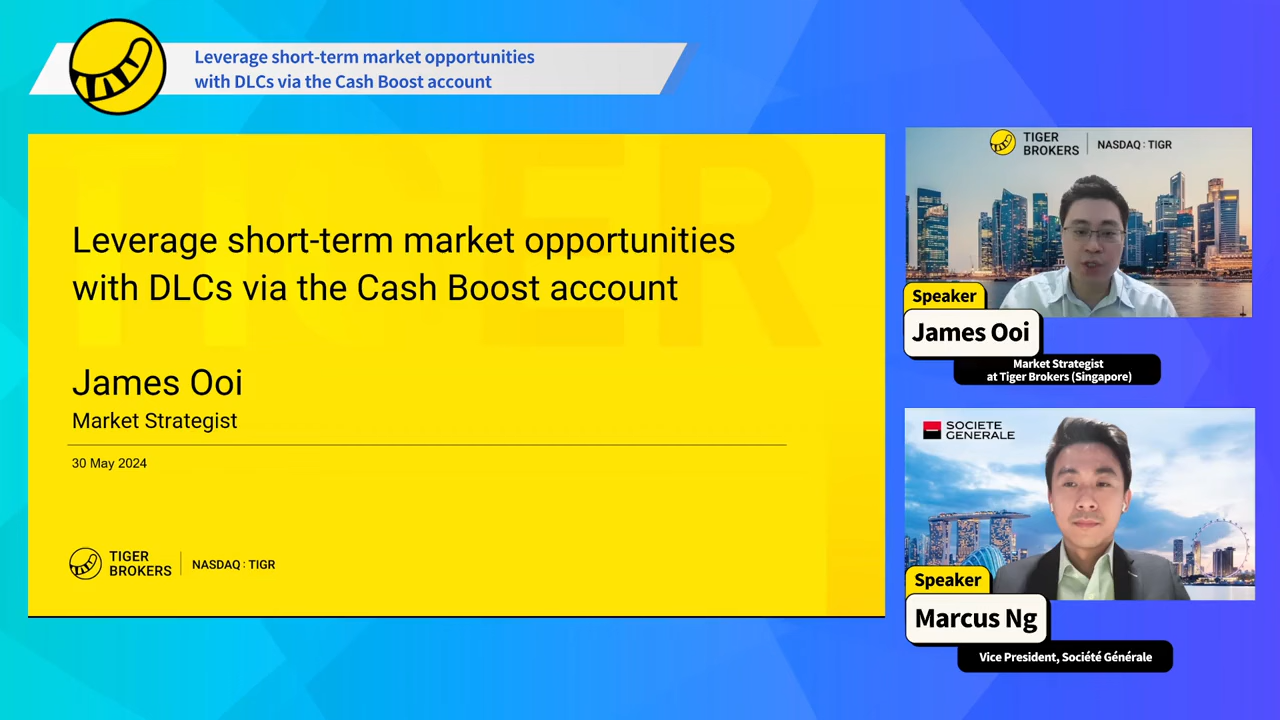 Leverage short-term market opportunities
with DLCs via the Cash Boost account
TIGER
Leverage short-term market opportunities
with DLCs via the Cash Boost account
James Ooi
Market Strategist
30 May 2024
TIGER
BROKERS
NASDAQ : TIGR
TIGER
BROKERS
NASDAQ : TIGR
Speaker
James Ooi
Market Strategist
at Tiger Brokers (Singapore)
SOCIETE
GENERALE
Speaker
Marcus Ng
Vice President, Société Générale